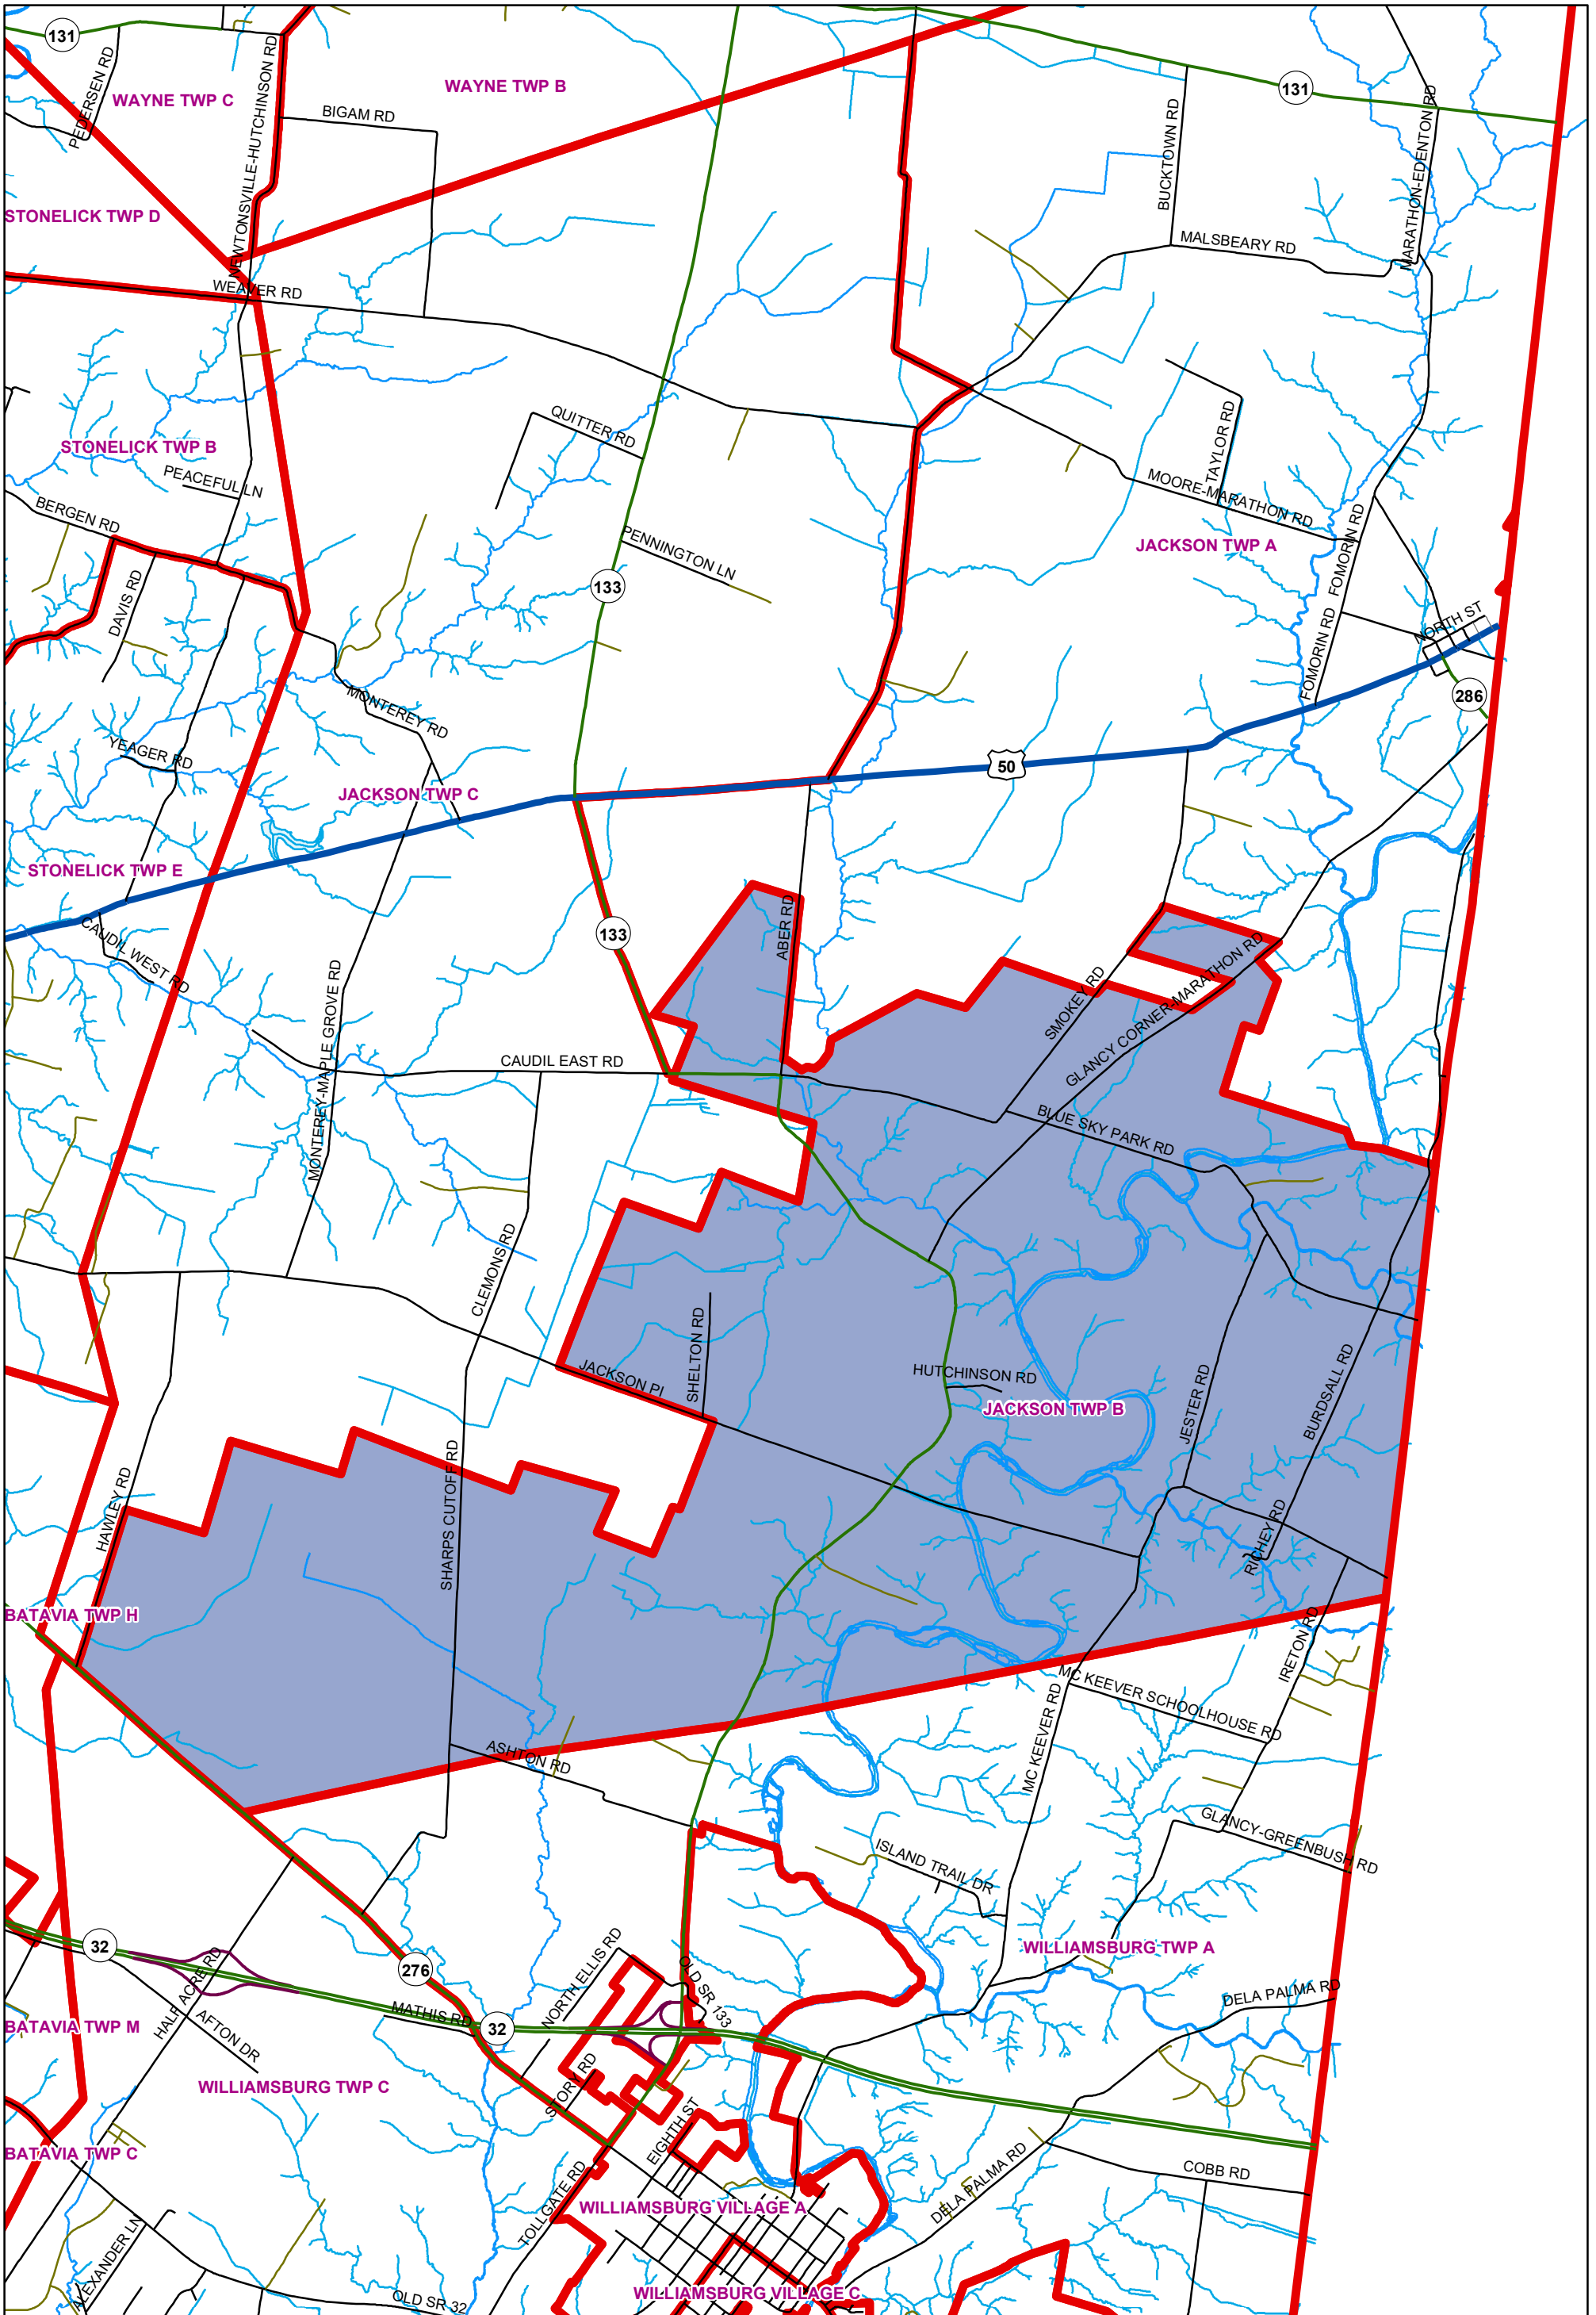 131
PEDERSEN RD
WAYNE TWP C
NEWTONSVILLE-HUTCHINSON RD
WAYNE TWP B
BIGAM RD
131
BUCKTOWN RD
MARATHON-EDENTON RD
STONELICK TWP D
MALSBEARY RD
WEAVER RD
QUITTER RD
TAYLOR RD
STONELICK TWP B
PEACEFUL LN
MOORE-MARATHON RD
BERGEN RD
PENNINGTON LN
JACKSON TWP A
FOMORIN RD
133
DAVIS RD
NORTH ST
FOMORIN RD
286
MONTEREY RD
YEAGER RD
50
JACKSON TWP C
STONELICK TWP E
CAUDIL WEST RD
133
ABER RD
SMOKEY RD
GLANCY CORNER-MARATHON RD
MONTEREY-MAPLE GROVE RD
CAUDIL EAST RD
BLUE SKY PARK RD
CLEMONS RD
SHELTON RD
JACKSON PI
HUTCHINSON RD
JACKSON TWP B
JESTER RD
BURDSALL RD
HAWLEY RD
SHARPS CUTOFF RD
RICHEY RD
BATAVIA TWP H
IRETON RD
MC KEEVER SCHOOLHOUSE RD
MC KEEVER RD
ASHTON RD
GLANCY-GREENBUSH RD
ISLAND TRAIL DR
32
HALF ACRE RD
276
NORTH ELLIS RD
OLD SR 133
WILLIAMSBURG TWP A
DELA PALMA RD
MATHIS RD
32
BATAVIA TWP M
AFTON DR
WILLIAMSBURG TWP C
STORY RD
EIGHTH ST
BATAVIA TWP C
TOLLGATE RD
DELA PALMA RD
COBB RD
WILLIAMSBURG VILLAGE A
ALEXANDER LN
OLD SR 32
WILLIAMSBURG VILLAGE C